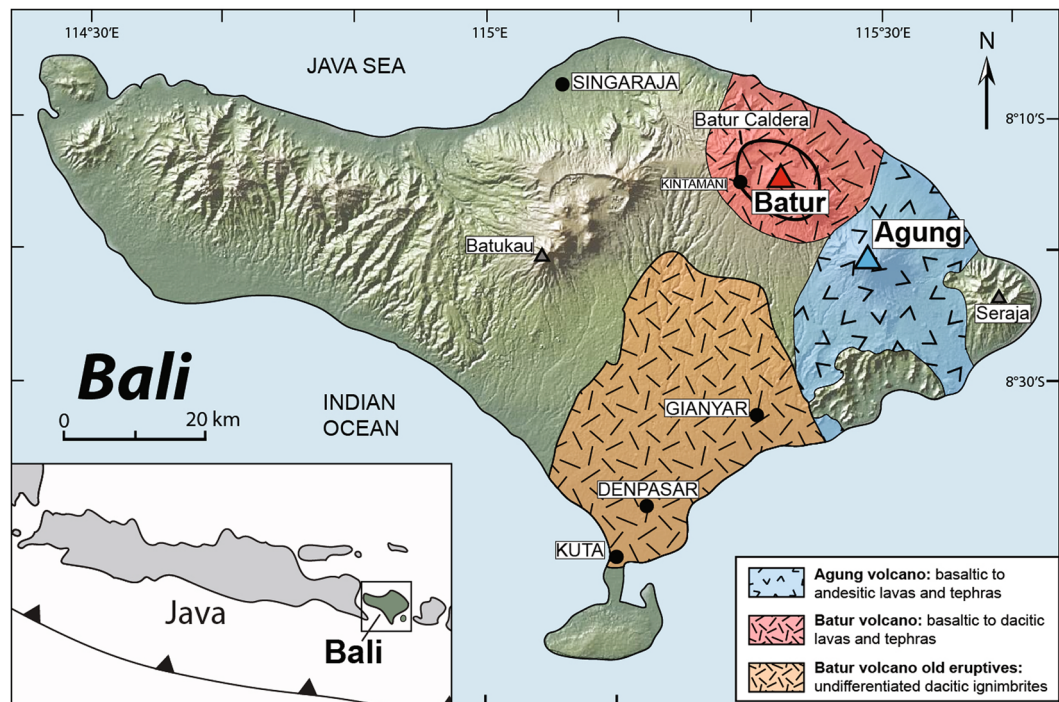 114°30'E
115°E
115°30'E
JAVA SEA
N
SINGARAJA
Batur Caldera
8°10'S
KINTAMANI
Batur
Agung
Batukau
Seraja
Bali
0 20 km
INDIAN
OCEAN
8°30'S
GIANYAR
DENPASAR
KUTA
Java
Bali
Agung volcano: basaltic to
andesitic lavas and tephras
Batur volcano: basaltic to dacitic
lavas and tephras
Batur volcano old eruptives:
undifferentiated dacitic ignimbrites